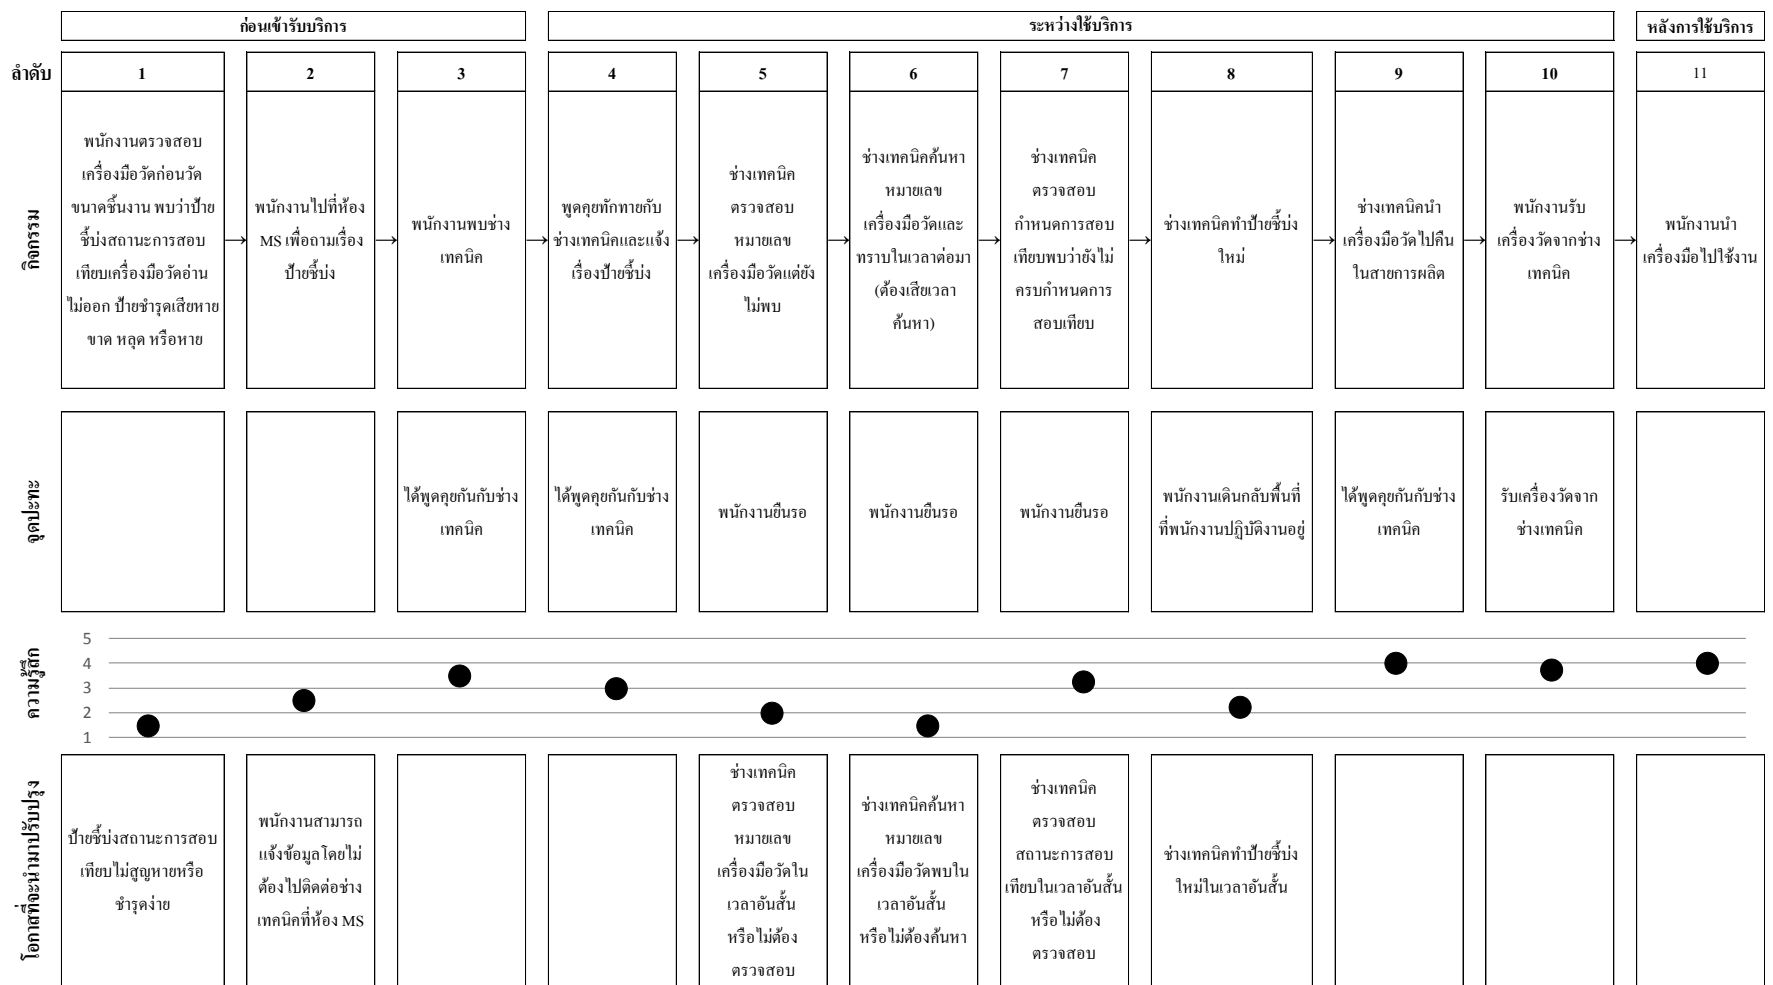 ก่อนเข้ารับบริการ
ระหว่างใช้บริการ
หลังการใช้บริการ
ลำดับ
1
2
3
4
5
6
7
8
9
10
11
กิจกรรม
พนักงานตรวจสอบ
เครื่องมือวัดก่อนวัด
ขนาดชิ้นงาน พบว่าป้าย
ชี้บ่งสถานะการสอบ
เทียบเครื่องมือวัดอ่าน
ไม่ออก ป้ายชำรุดเสียหาย
ขาด หลุด หรือหาย
พนักงานไปที่ห้อง
MS เพื่อถามเรื่อง
ป้ายชี้บ่ง
พนักงานพบช่าง
เทคนิค
พูดคุยทักทายกับ
ช่างเทคนิคและแจ้ง
เรื่องป้ายชี้บ่ง
ช่างเทคนิค
ตรวจสอบ
หมายเลข
เครื่องมือวัดแต่ยัง
ไม่พบ
ช่างเทคนิคค้นหา
หมายเลข
เครื่องมือวัดและ
ทราบในเวลาต่อมา
(ต้องเสียเวลา
ค้นหา)
ช่างเทคนิค
ตรวจสอบ
กำหนดการสอบ
เทียบพบว่ายังไม่
ครบกำหนดการ
สอบเทียบ
ช่างเทคนิคทำป้ายชี้บ่ง
ใหม่
ช่างเทคนิคนำ
เครื่องมือวัดไปคืน
ในสายการผลิต
พนักงานรับ
เครื่องวัดจากช่าง
เทคนิค
พนักงานนำ
เครื่องมือไปใช้งาน
จุดปะทะ
ได้พูดคุยกันกับช่าง
เทคนิค
ได้พูดคุยกันกับช่าง
เทคนิค
พนักงานยืนรอ
พนักงานยืนรอ
พนักงานยืนรอ
พนักงานเดินกลับพื้นที่
ที่พนักงานปฏิบัติงานอยู่
ได้พูดคุยกันกับช่าง
เทคนิค
รับเครื่องวัดจาก
ช่างเทคนิค
ความรู้สึก
5
4
3
2
1
โอกาสที่จะนำมาปรับปรุง
ป้ายชี้บ่งสถานะการสอบ
เทียบไม่สูญหายหรือ
ชำรุดง่าย
พนักงานสามารถ
แจ้งข้อมูลโดยไม่
ต้องไปติดต่อช่าง
เทคนิคที่ห้อง MS
ช่างเทคนิค
ตรวจสอบ
หมายเลข
เครื่องมือวัดใน
เวลาอันสั้น
หรือไม่ต้อง
ตรวจสอบ
ช่างเทคนิคค้นหา
หมายเลข
เครื่องมือวัดพบใน
เวลาอันสั้น
หรือไม่ต้องค้นหา
ช่างเทคนิค
ตรวจสอบ
สถานะการสอบ
เทียบในเวลาอันสั้น
หรือไม่ต้อง
ตรวจสอบ
ช่างเทคนิคทำป้ายชี้บ่ง
ใหม่ในเวลาอันสั้น